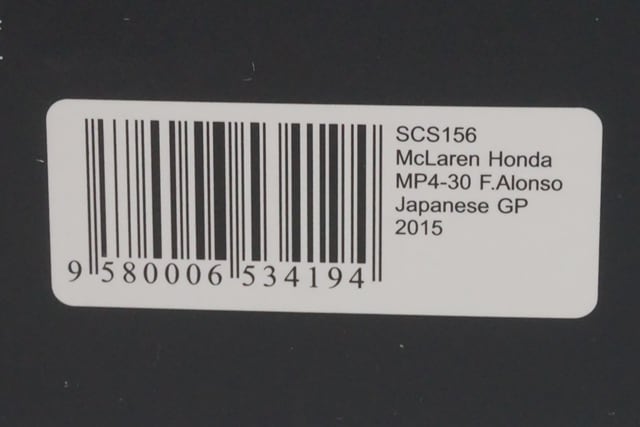 SCS156
McLaren Honda
MP4-30 F.Alonso
Japanese GP
2015
9 580006 534194